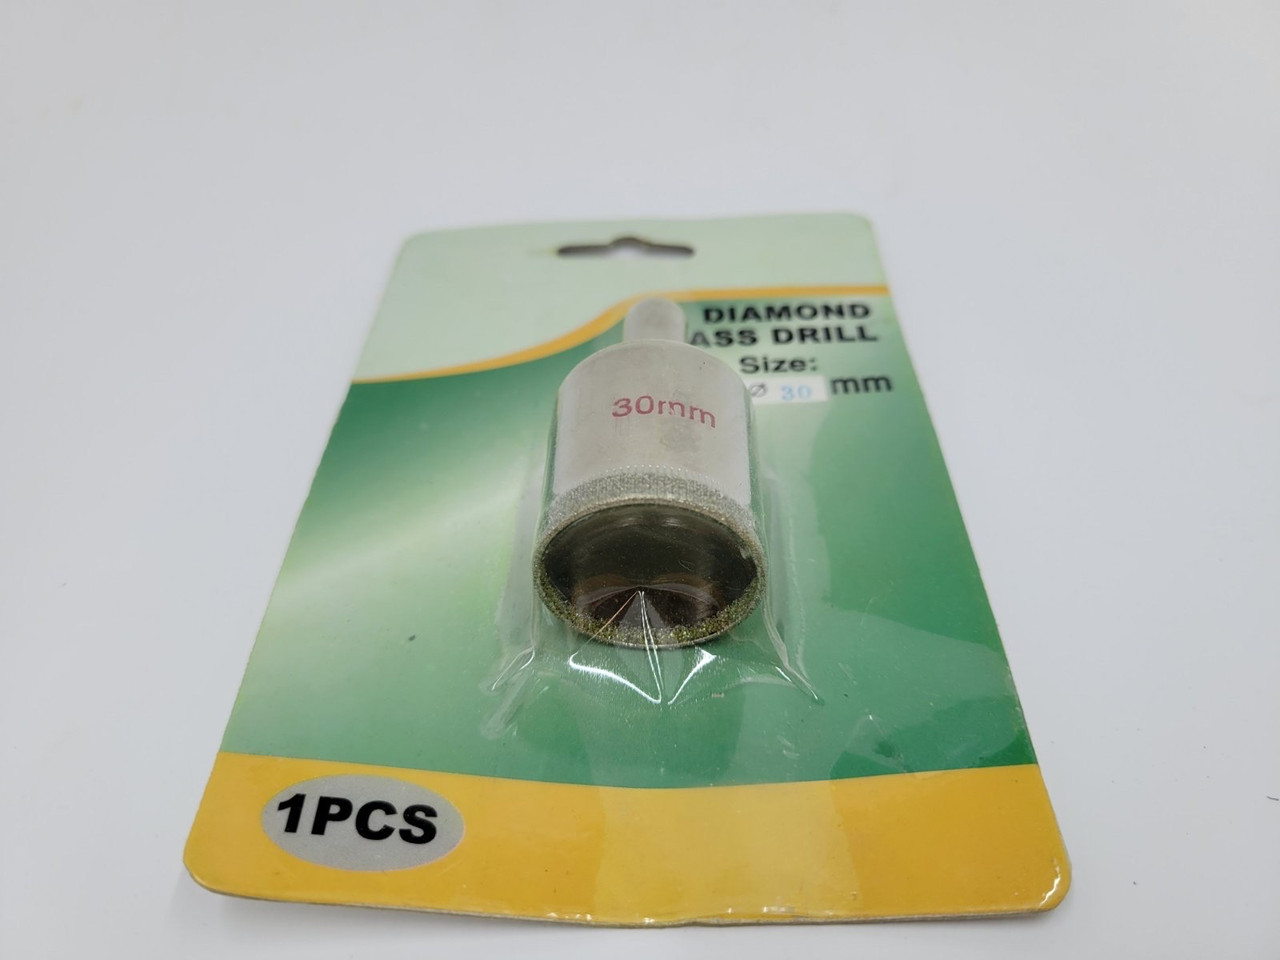 DIAMOND
ASS DRILL
Size:
Ø 30 mm
30mm
1PCS